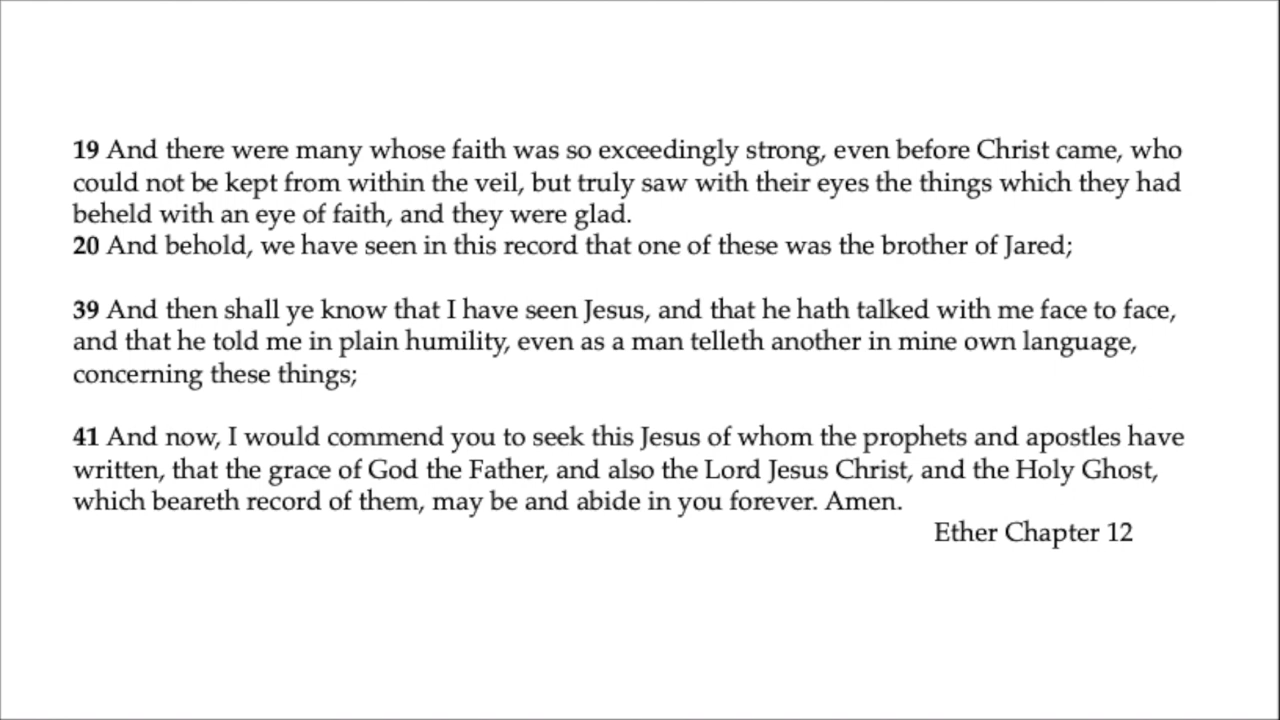 19 And there were many whose faith was so exceedingly strong, even before Christ came, who
could not be kept from within the veil, but truly saw with their eyes the things which they had
beheld with an eye of faith, and they were glad.
20 And behold, we have seen in this record that one of these was the brother of Jared;
39 And then shall ye know that I have seen Jesus, and that he hath talked with me face to face,
and that he told me in plain humility, even as a man telleth another in mine own language,
concerning these things;
41 And now, I would commend you to seek this Jesus of whom the prophets and apostles have
written, that the grace of God the Father, and also the Lord Jesus Christ, and the Holy Ghost,
which beareth record of them, may be and abide in you forever. Amen.
Ether Chapter 12